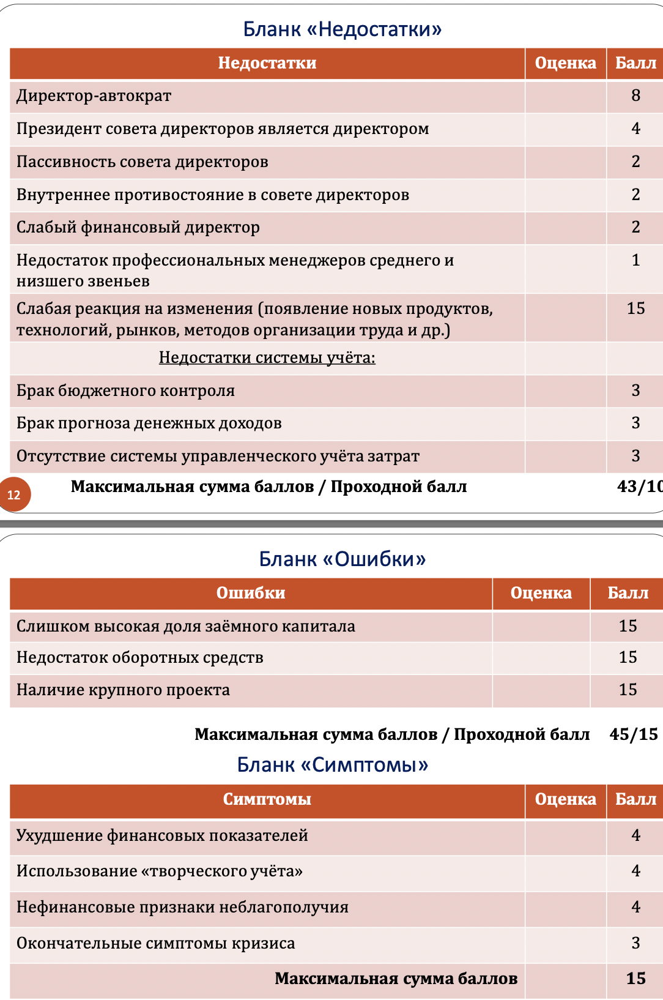 Бланк «Недостатки»
Недостатки Оценка Балл
Директор-автократ 8
Президент совета директоров является директором 4
Пассивность совета директоров 2
Внутреннее противостояние в совете директоров 2
Слабый финансовый директор 2
Недостаток профессиональных менеджеров среднего и 1
низшего звеньев
Слабая реакция на изменения (появление новых продуктов, 15
технологий, рынков, методов организации труда и др.)
Недостатки системы учёта:
Брак бюджетного контроля 3
Брак прогноза денежных доходов 3
Отсутствие системы управленческого учёта затрат 3
Максимальная сумма баллов / Проходной балл 43/10
12
Бланк «Ошибки»
Ошибки Оценка Балл
Слишком высокая доля заёмного капитала 15
Недостаток оборотных средств 15
Наличие крупного проекта 15
Максимальная сумма баллов / Проходной балл 45/15
Бланк «Симптомы»
Симптомы Оценка Балл
Ухудшение финансовых показателей 4
Использование «творческого учёта» 4
Нефинансовые признаки неблагополучия 4
Окончательные симптомы кризиса 3
Максимальная сумма баллов 15